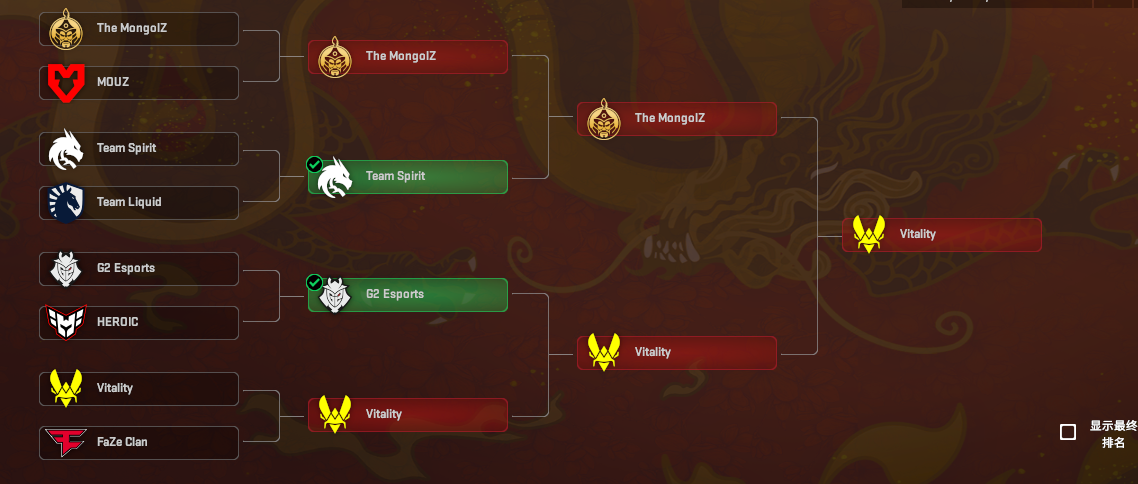 The MongolZ
MOUZ
Team Spirit
Team Liquid
G2 Esports
HEROIC
Vitality
FaZe Clan
The MongolZ
Team Spirit
G2 Esports
Vitality
The MongolZ
Vitality
Vitality
显示最终
排名